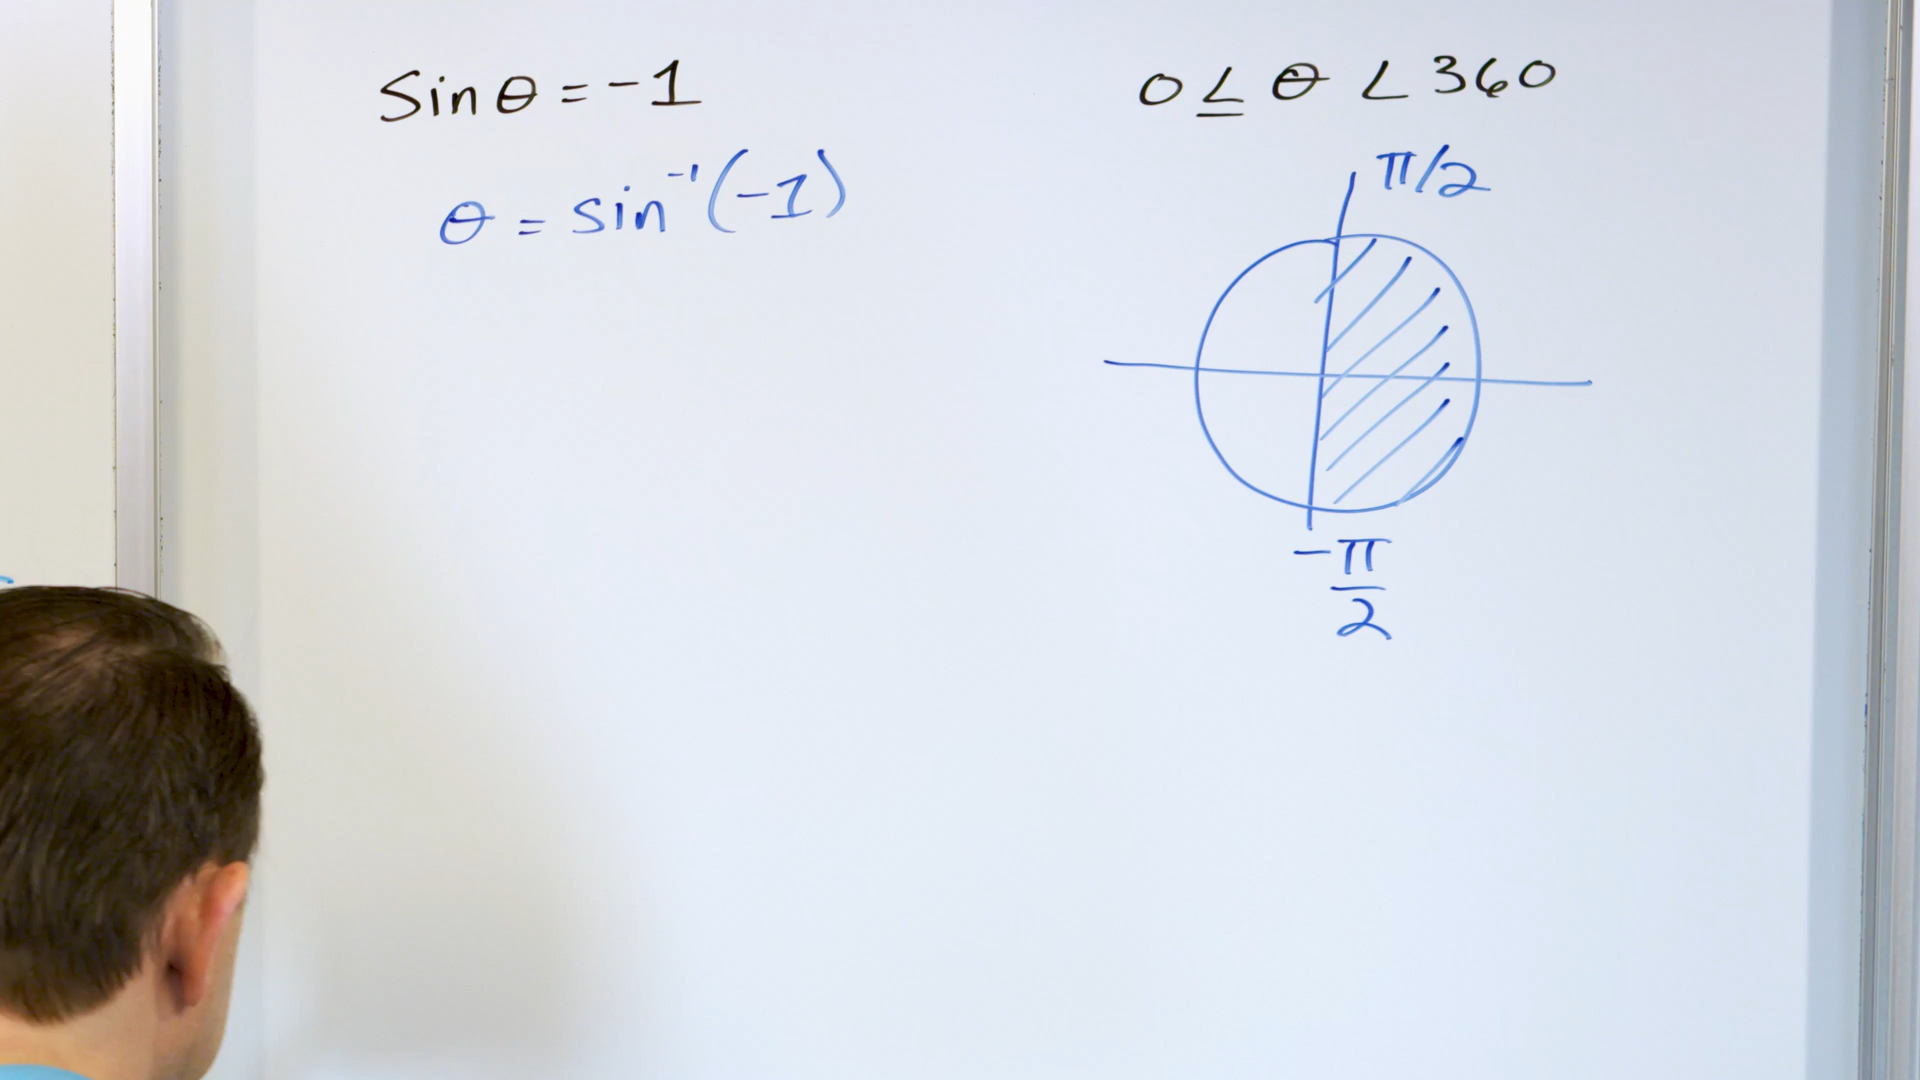 sin θ = -1
θ = sin⁻¹(-1)
0 ≤ θ < 360
π/2
-π/2